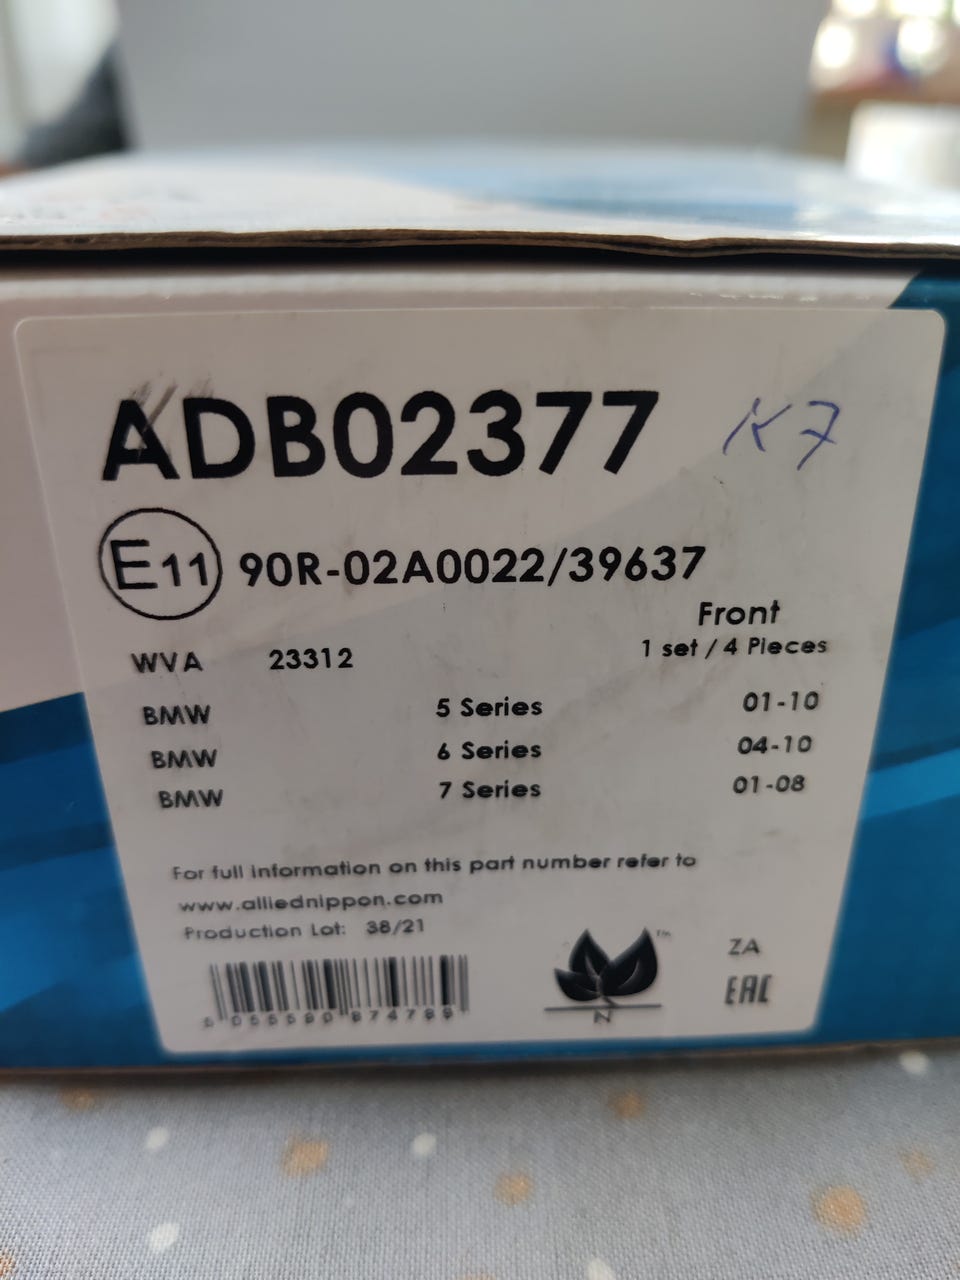 ADB02377 K7
E11 90R-02A0022/39637
Front
WVA 23312 1 set / 4 Pieces
BMW 5 Series 01-10
BMW 6 Series 04-10
BMW 7 Series 01-08
For full information on this part number refer to
www.alliednippon.com
Production Lot: 38/21
TM
ZA
EAC
N